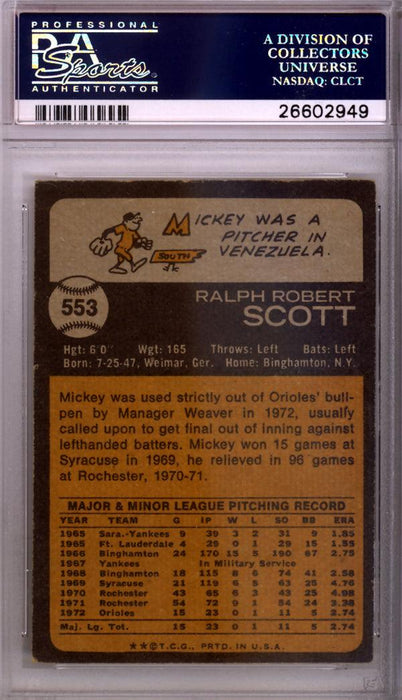 PROFESSIONAL
PSA
Sports
AUTHENTICATOR
A DIVISION OF
COLLECTORS
UNIVERSE
NASDAQ: CLCT
26602949
MICKEY WAS A
PITCHER IN
VENEZUELA.
SOUTH
553
RALPH ROBERT
SCOTT
Hgt: 6'0" Wgt: 165 Throws: Left Bats: Left
Born: 7-25-47, Weimar, Ger. Home: Binghamton, N.Y.
Mickey was used strictly out of Orioles' bull-
pen by Manager Weaver in 1972, usually
called upon to get final out of inning against
lefthanded batters. Mickey won 15 games at
Syracuse in 1969, he relieved in 96 games
at Rochester, 1970-71.
MAJOR & MINOR LEAGUE PITCHING RECORD
YEAR TEAM G IP W L SO BB ERA
1965 Sara.-Yankees 9 39 3 2 31 9 1.85
1965 Ft. Lauderdale 4 29 0 1 29 15 1.55
1966 Binghamton 24 170 15 5 190 87 2.75
1967 Yankees In Military Service
1968 Binghamton 18 115 8 6 74 41 2.58
1969 Syracuse 21 119 6 5 63 25 4.76
1970 Rochester 43 65 3 2 43 25 4.98
1971 Rochester 54 72 9 1 54 24 3.38
1972 Orioles 15 23 0 1 11 5 2.74
Maj. Lg. Tot. 15 23 0 1 11 5 2.74
★★©T.C.G., PRTD. IN U.S.A.